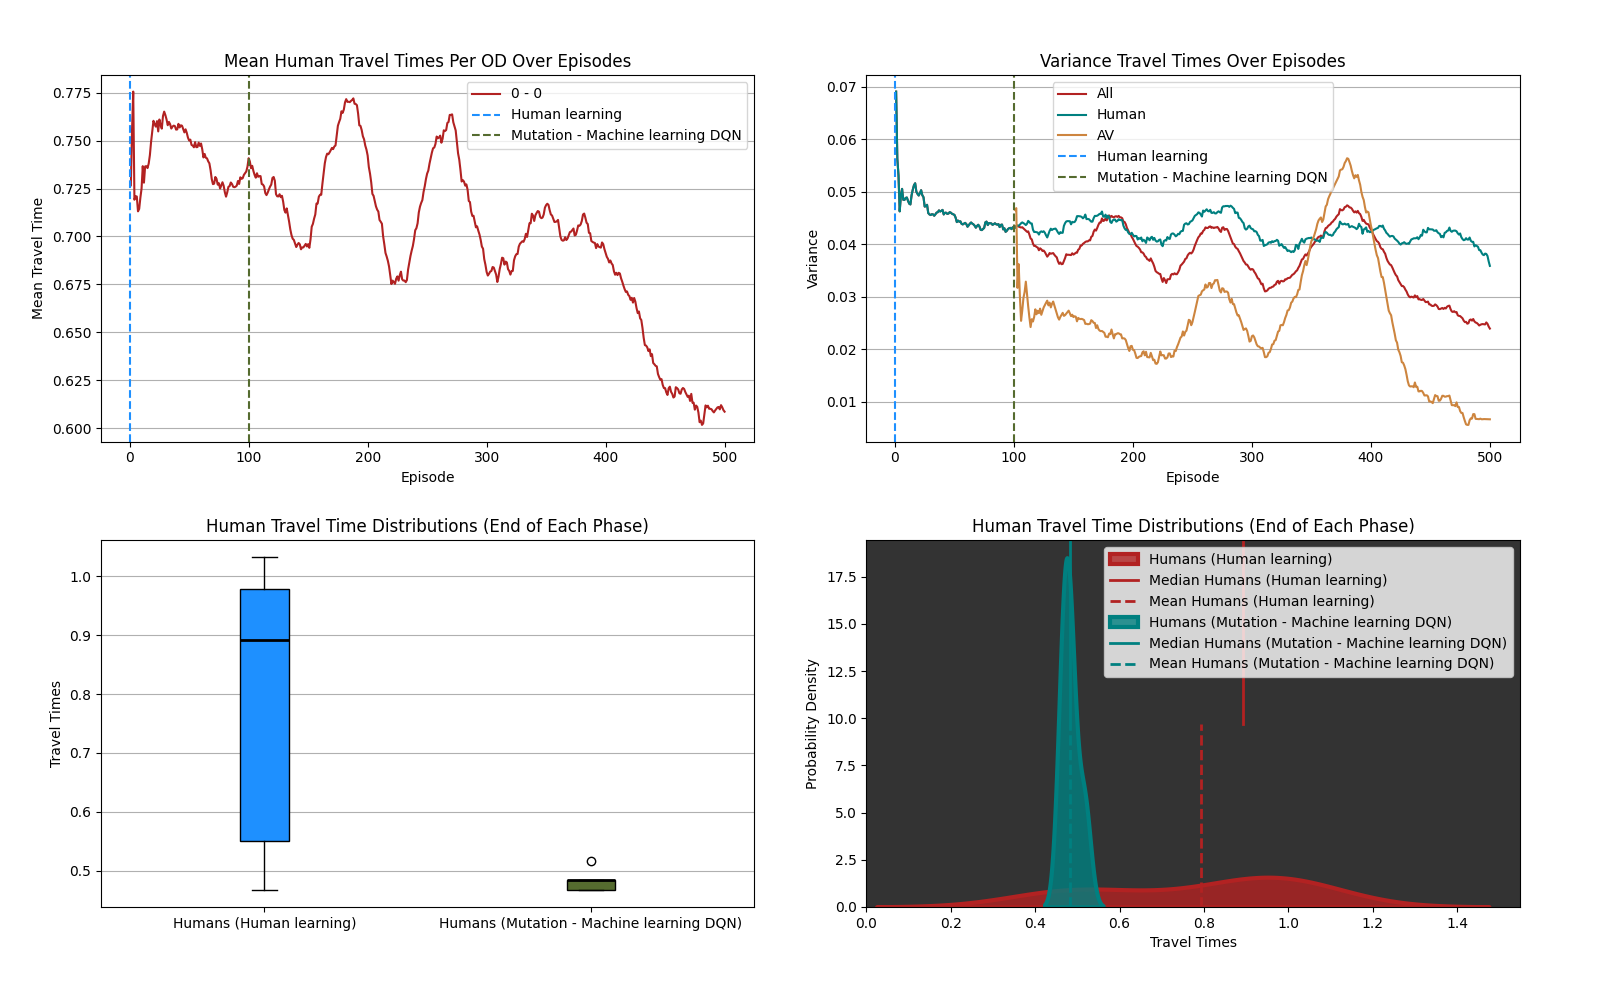 Mean Human Travel Times Per OD Over Episodes
0 - 0
Human learning
Mutation - Machine learning DQN
0.775
0.750
0.725
0.700
0.675
0.650
0.625
0.600
Mean Travel Time
0 100 200 300 400 500
Episode
Variance Travel Times Over Episodes
All
Human
AV
Human learning
Mutation - Machine learning DQN
0.07
0.06
0.05
0.04
0.03
0.02
0.01
Variance
0 100 200 300 400 500
Episode
Human Travel Time Distributions (End of Each Phase)
1.0
0.9
0.8
0.7
0.6
0.5
Travel Times
Humans (Human learning) Humans (Mutation - Machine learning DQN)
Human Travel Time Distributions (End of Each Phase)
Humans (Human learning)
Median Humans (Human learning)
Mean Humans (Human learning)
Humans (Mutation - Machine learning DQN)
Median Humans (Mutation - Machine learning DQN)
Mean Humans (Mutation - Machine learning DQN)
17.5
15.0
12.5
10.0
7.5
5.0
2.5
0.0
Probability Density
0.0 0.2 0.4 0.6 0.8 1.0 1.2 1.4
Travel Times